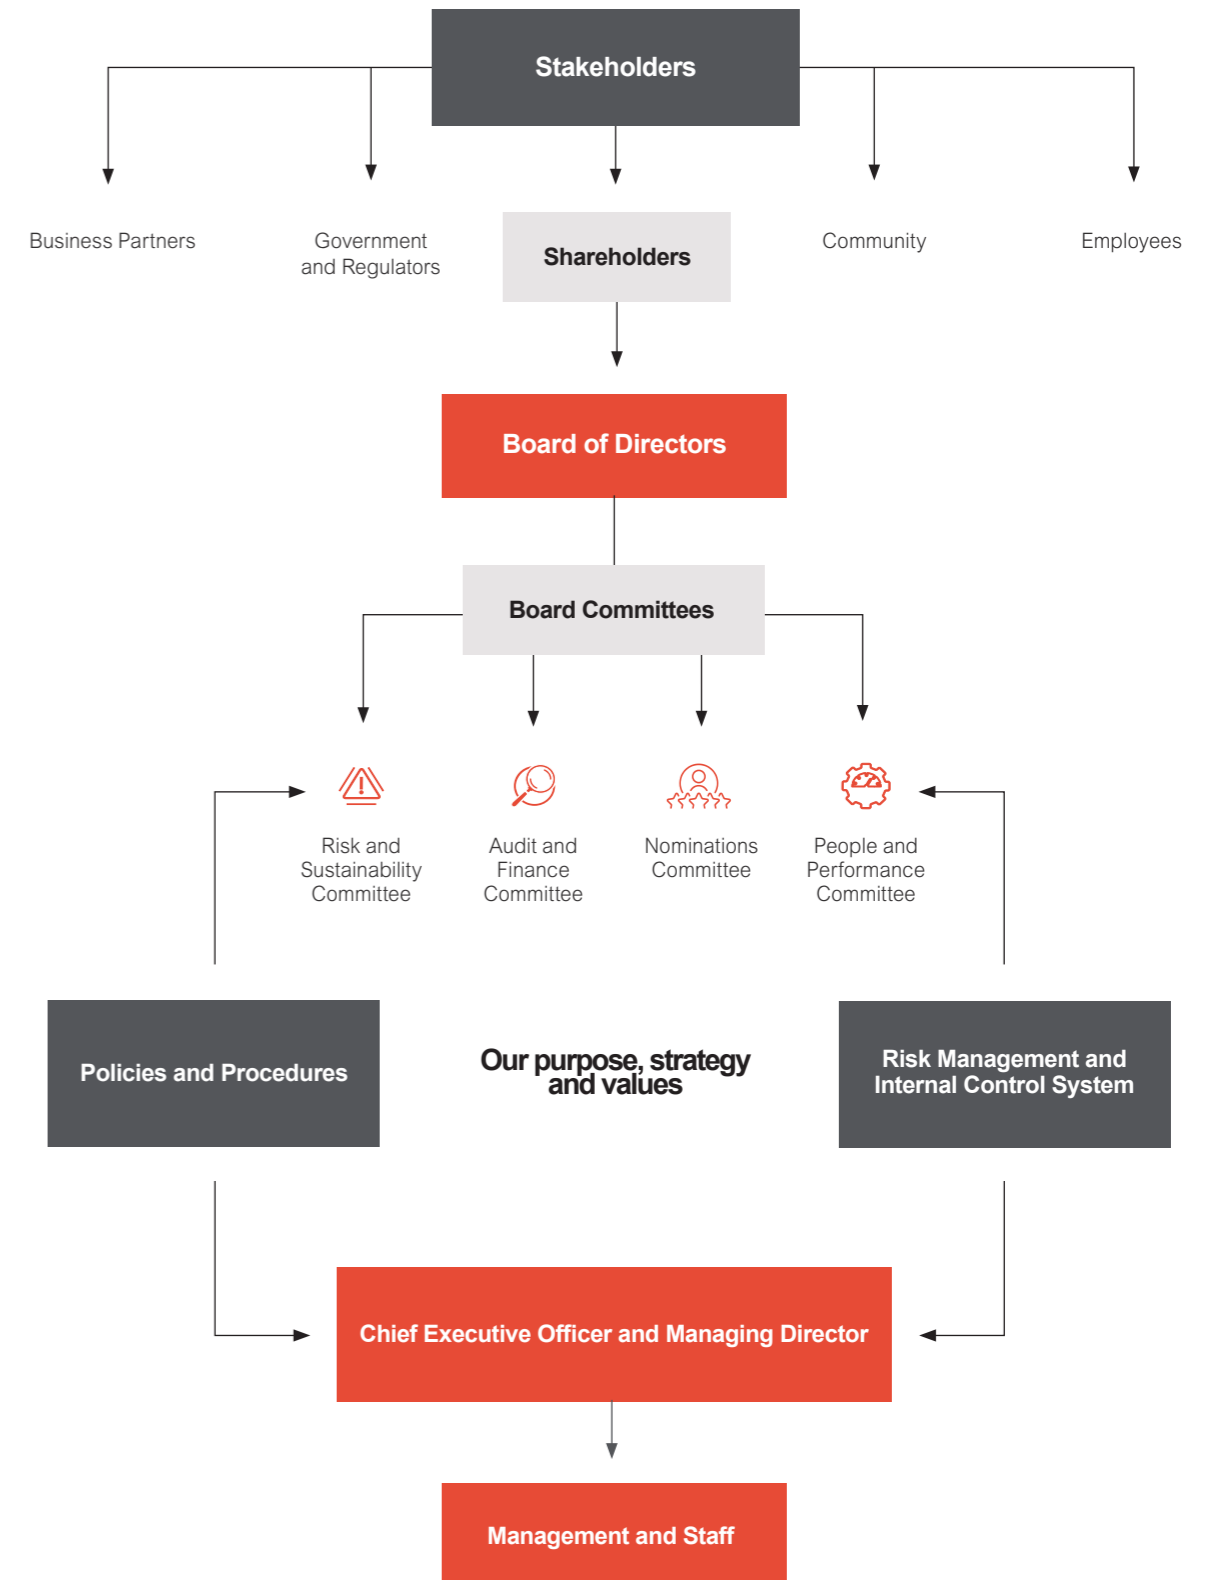 Stakeholders
Business Partners
Government
and Regulators
Shareholders
Community
Employees
Board of Directors
Board Committees
Risk and
Sustainability
Committee
Audit and
Finance
Committee
Nominations
Committee
People and
Performance
Committee
Policies and Procedures
Our purpose, strategy
and values
Risk Management and
Internal Control System
Chief Executive Officer and Managing Director
Management and Staff